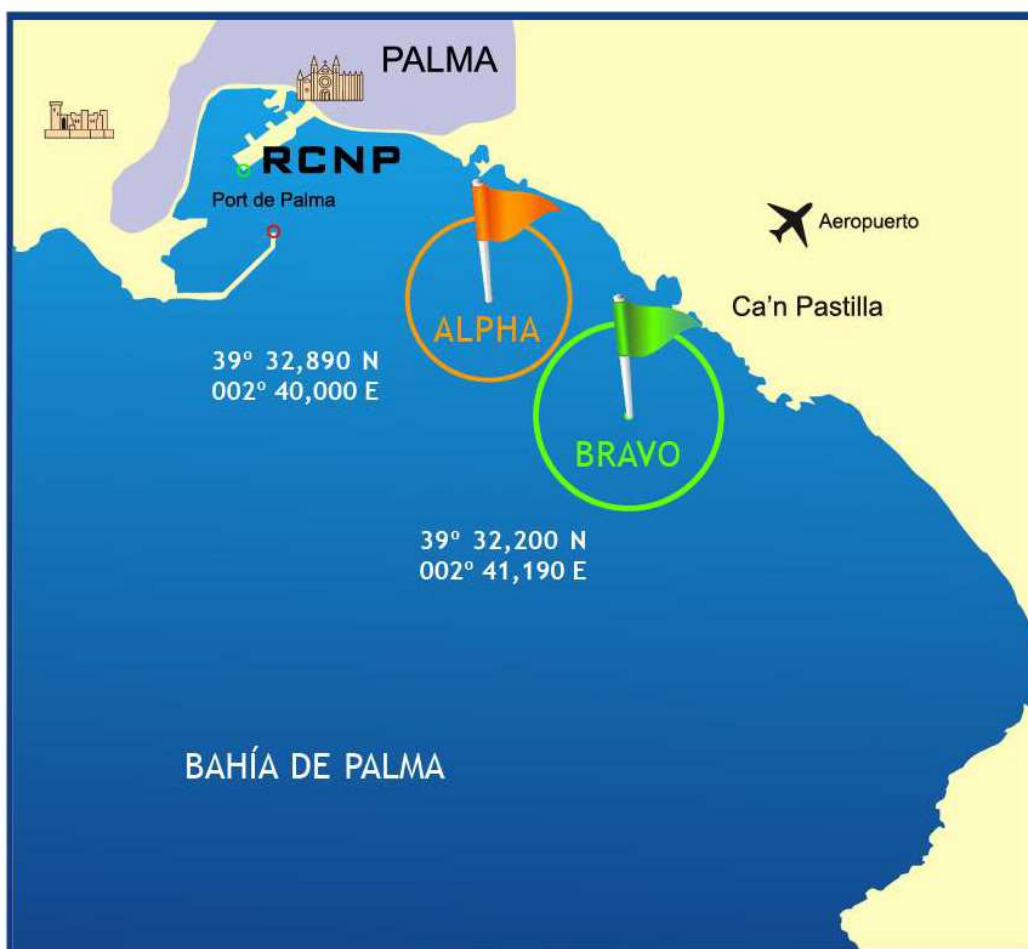 PALMA
RCNP
Port de Palma
Aeropuerto
Ca'n Pastilla
ALPHA
39º 32,890 N
002º 40,000 E
BRAVO
39º 32,200 N
002º 41,190 E
BAHÍA DE PALMA